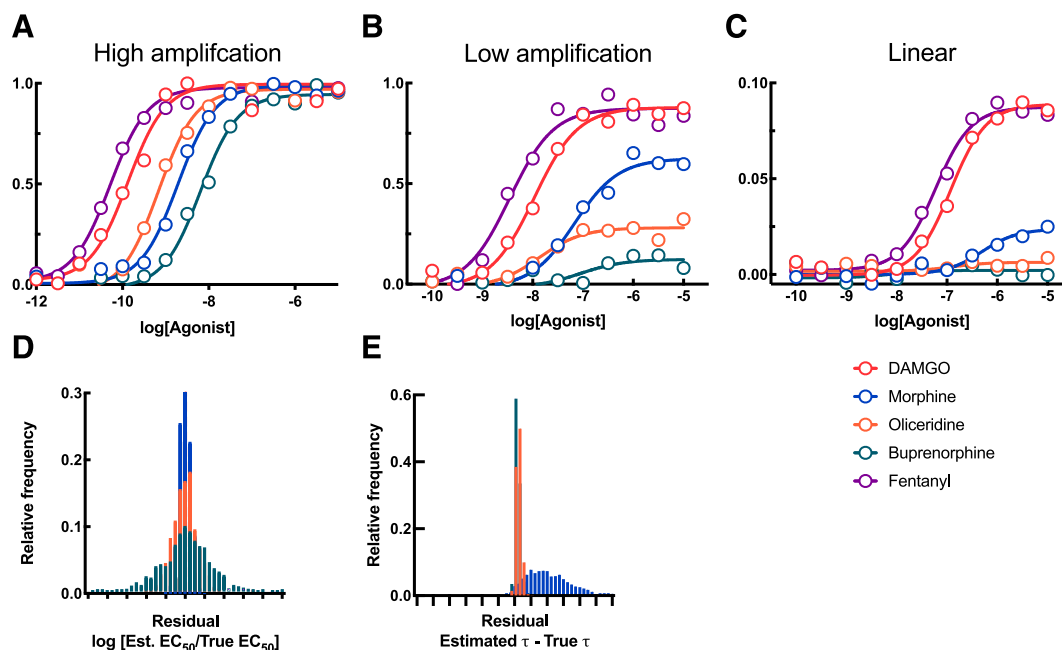 A
High amplifcation
1.0
0.5
0.0
-12
-10
-8
-6
log[Agonist]
B
Low amplification
1.0
0.5
0.0
-10
-9
-8
-7
-6
-5
log[Agonist]
C
Linear
0.10
0.05
0.00
-10
-9
-8
-7
-6
-5
log[Agonist]
D
Relative frequency
0.3
0.2
0.1
0.0
Residual
log [Est. EC50/True EC50]
E
Relative frequency
0.6
0.4
0.2
0.0
Residual
Estimated τ - True τ
DAMGO
Morphine
Oliceridine
Buprenorphine
Fentanyl